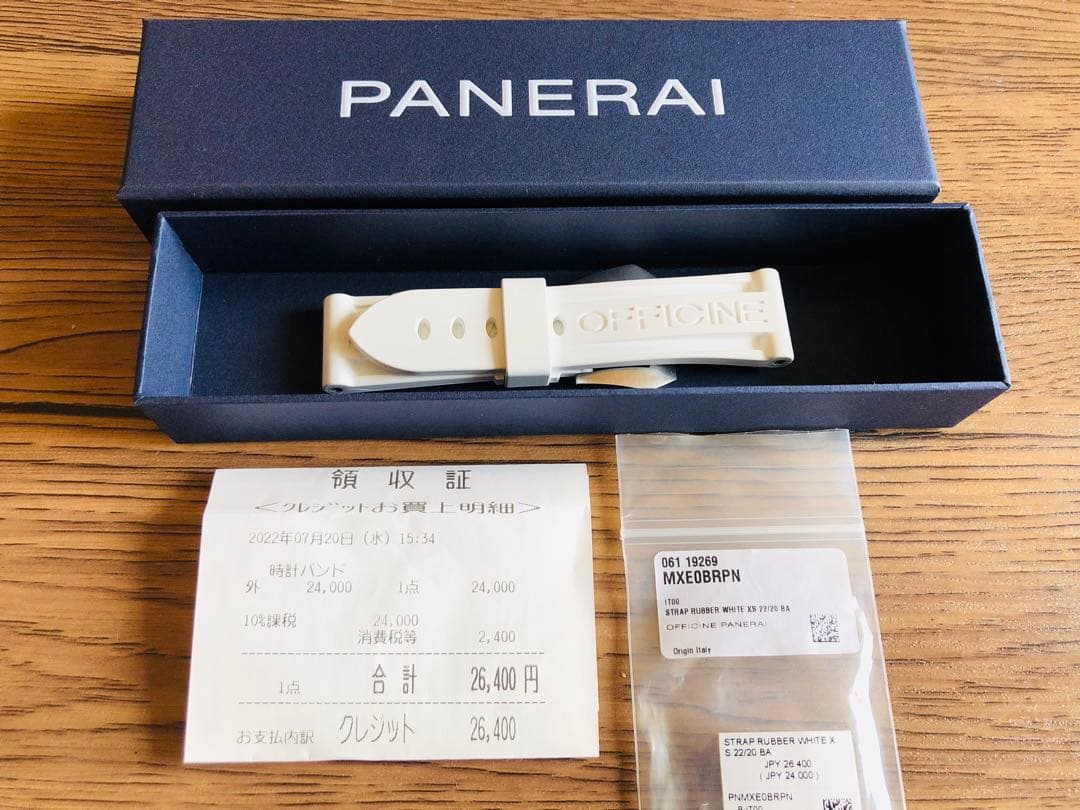 PANERAI
OFFICINE
領収証
<クレジットお買上明細>
2022年07月20日(水) 15:34
時計バンド
外 24,000 1点 24,000
10%課税 24,000
消費税等 2,400
1点 合計 26,400円
お支払内訳 クレジット 26,400
061 19269
MXE0BRPN
IT00
STRAP RUBBER WHITE XS 22/20 BA
OFFICINE PANERAI
Origin Italy
STRAP RUBBER WHITE X
S 22/20 BA
JPY 26.400
( JPY 24.000 )
PNMXE0BRPN